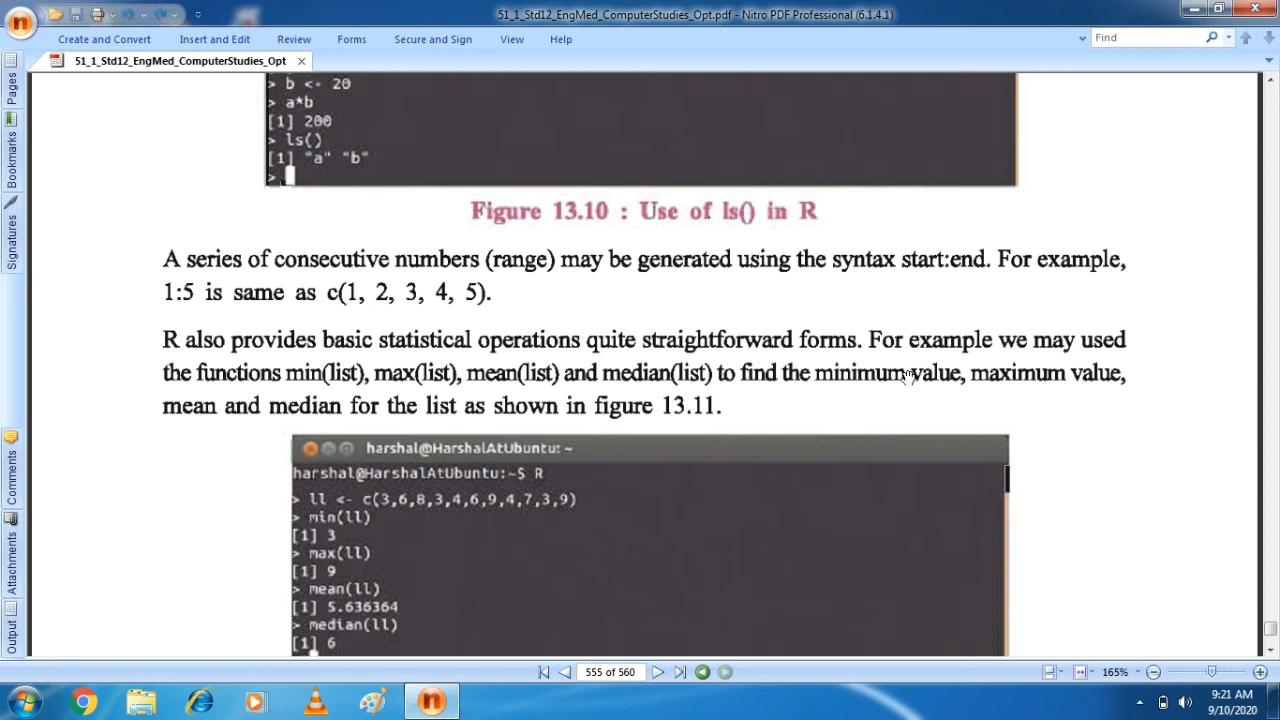 51_1_Std12_EngMed_ComputerStudies_Opt.pdf - Nitro PDF Professional (6.1.4.1)
Create and Convert Insert and Edit Review Forms Secure and Sign View Help Find
51_1_Std12_EngMed_ComputerStudies_Opt
Pages
Bookmarks
Signatures
Comments
Attachments
Output
> b <- 20
> a*b
[1] 200
> ls()
[1] "a" "b"
>
Figure 13.10 : Use of ls() in R
A series of consecutive numbers (range) may be generated using the syntax start:end. For example,
1:5 is same as c(1, 2, 3, 4, 5).
R also provides basic statistical operations quite straightforward forms. For example we may used
the functions min(list), max(list), mean(list) and median(list) to find the minimum value, maximum value,
mean and median for the list as shown in figure 13.11.
harshal@HarshalAtUbuntu: ~
harshal@HarshalAtUbuntu:~$ R
> ll <- c(3,6,8,3,4,6,9,4,7,3,9)
> min(ll)
[1] 3
> max(ll)
[1] 9
> mean(ll)
[1] 5.636364
> median(ll)
[1] 6
555 of 560
165%
9:21 AM
9/10/2020